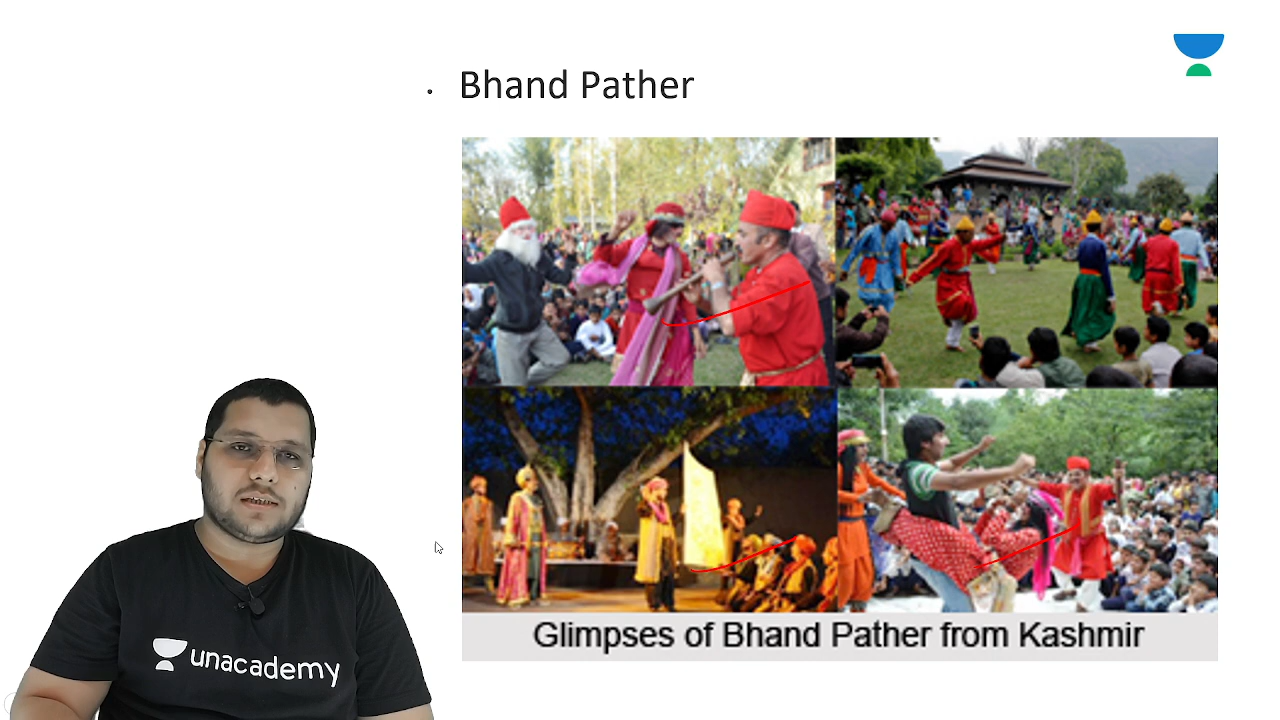 • Bhand Pather
Glimpses of Bhand Pather from Kashmir
unacademy